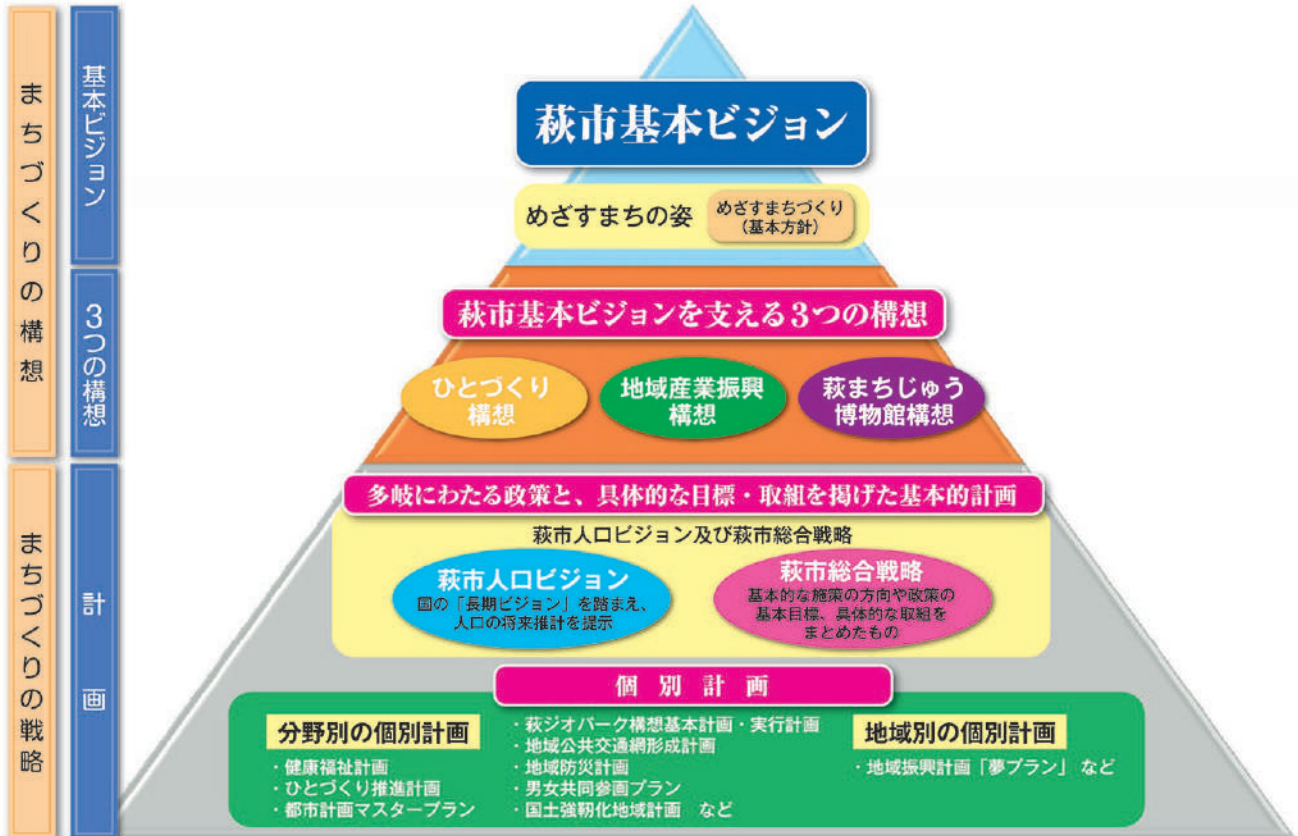 まちづくりの構想
基本ビジョン
萩市基本ビジョン
めざすまちの姿
めざすまちづくり
（基本方針）
3つの構想
萩市基本ビジョンを支える3つの構想
ひとづくり
構想
地域産業振興
構想
萩まちじゅう
博物館構想
まちづくりの戦略
計画
多岐にわたる政策と、具体的な目標・取組を掲げた基本的計画
萩市人口ビジョン及び萩市総合戦略
萩市人口ビジョン
国の「長期ビジョン」を踏まえ、
人口の将来推計を提示
萩市総合戦略
基本的な施策の方向や政策の
基本目標、具体的な取組を
まとめたもの
個別計画
分野別の個別計画
・健康福祉計画
・ひとづくり推進計画
・都市計画マスタープラン
・萩ジオパーク構想基本計画・実行計画
・地域公共交通網形成計画
・地域防災計画
・男女共同参画プラン
・国土強靭化地域計画 など
地域別の個別計画
・地域振興計画「夢プラン」 など